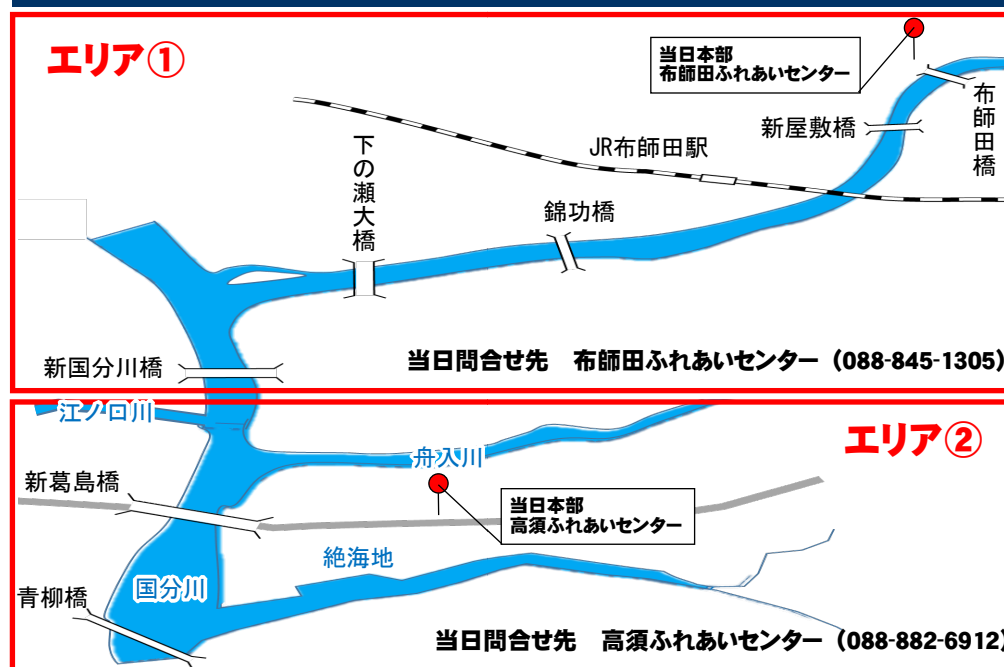 エリア①
当日本部
布師田ふれあいセンター
布師田橋
新屋敷橋
JR布師田駅
下の瀬大橋
錦功橋
新国分川橋
当日問合せ先 布師田ふれあいセンター（088-845-1305）
江ノ口川
エリア②
舟入川
新葛島橋
当日本部
高須ふれあいセンター
絶海地
国分川
青柳橋
当日問合せ先 高須ふれあいセンター（088-882-6912）